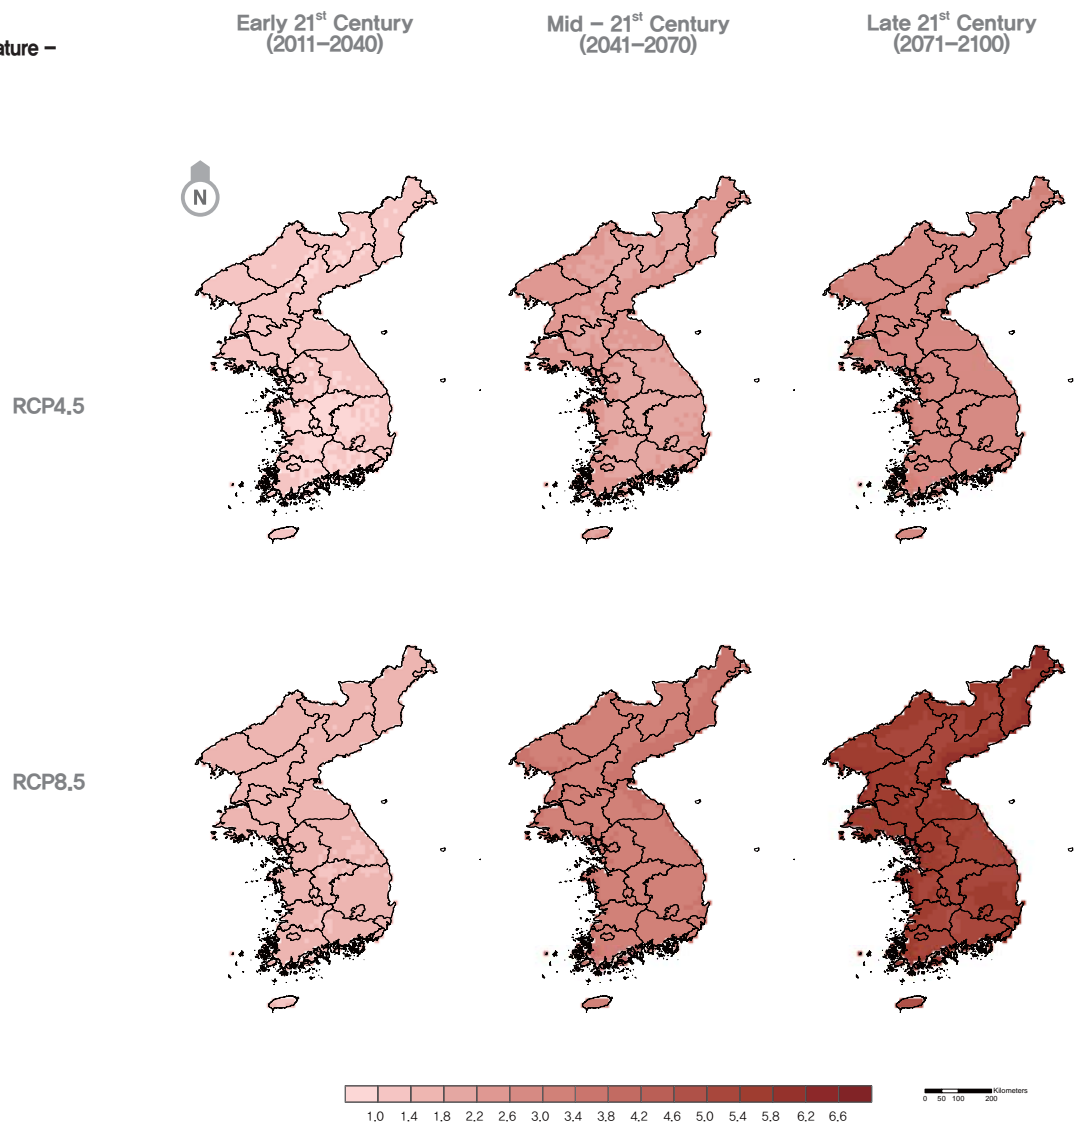 Early 21st Century
(2011–2040)
Mid – 21st Century
(2041–2070)
Late 21st Century
(2071–2100)
ature –
N
RCP4.5
RCP8.5
1.0 1.4 1.8 2.2 2.6 3.0 3.4 3.8 4.2 4.6 5.0 5.4 5.8 6.2 6.6
Kilometers
0 50 100 200